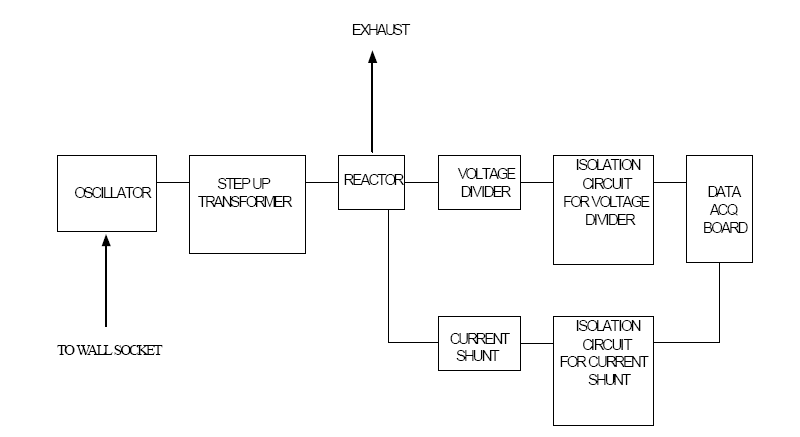 EXHAUST
OSCILLATOR
STEP UP
TRANSFORMER
REACTOR
VOLTAGE
DIVIDER
ISOLATION
CIRCUIT
FOR VOLTAGE
DIVIDER
DATA
ACQ
BOARD
TO WALL SOCKET
CURRENT
SHUNT
ISOLATION
CIRCUIT
FOR CURRENT
SHUNT